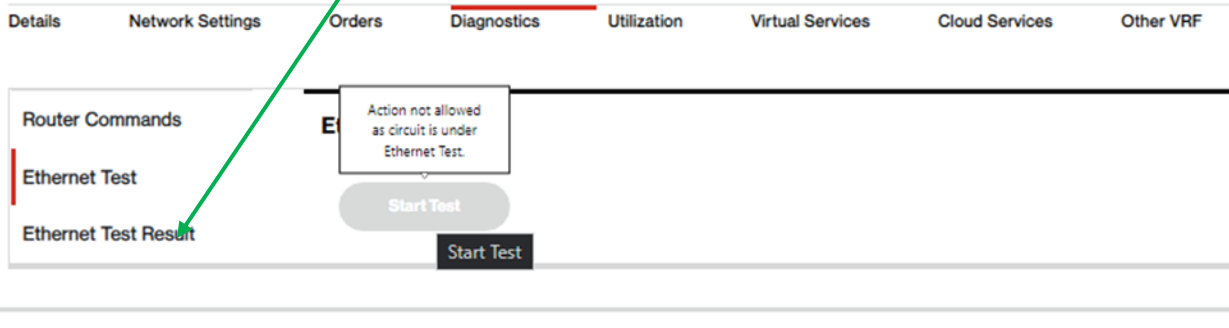 Details Network Settings Orders Diagnostics Utilization Virtual Services Cloud Services Other VRF
Router Commands
Ethernet Test
Ethernet Test Result
Action not allowed
as circuit is under
Ethernet Test.
Start Test
Start Test